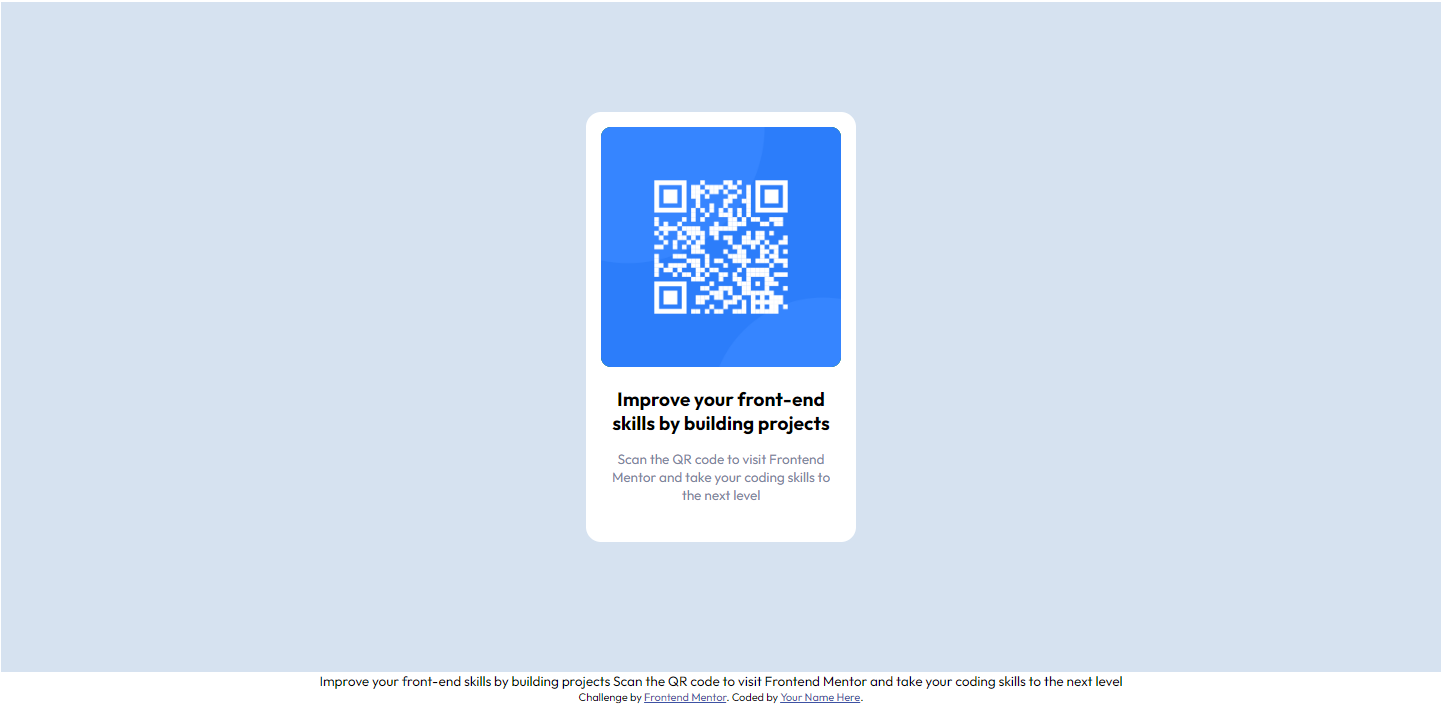 Improve your front-end
skills by building projects
Scan the QR code to visit Frontend
Mentor and take your coding skills to
the next level
Improve your front-end skills by building projects Scan the QR code to visit Frontend Mentor and take your coding skills to the next level
Challenge by Frontend Mentor. Coded by Your Name Here.